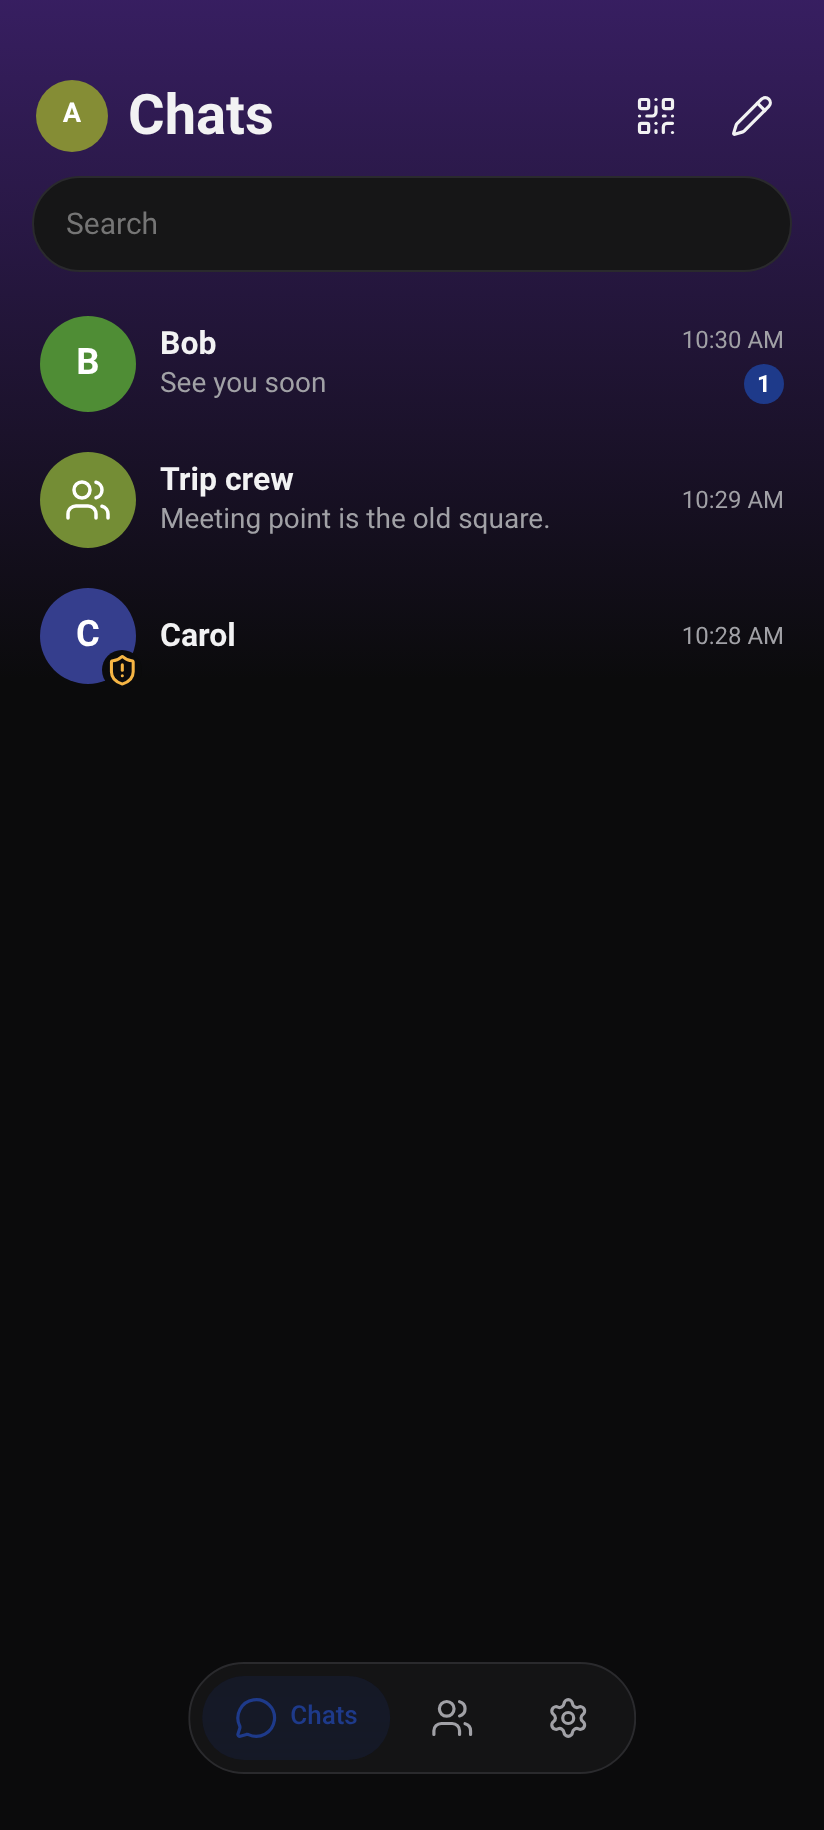 A
Chats
Search
B
Bob
10:30 AM
See you soon
1
Trip crew
Meeting point is the old square.
10:29 AM
C
Carol
10:28 AM
Chats